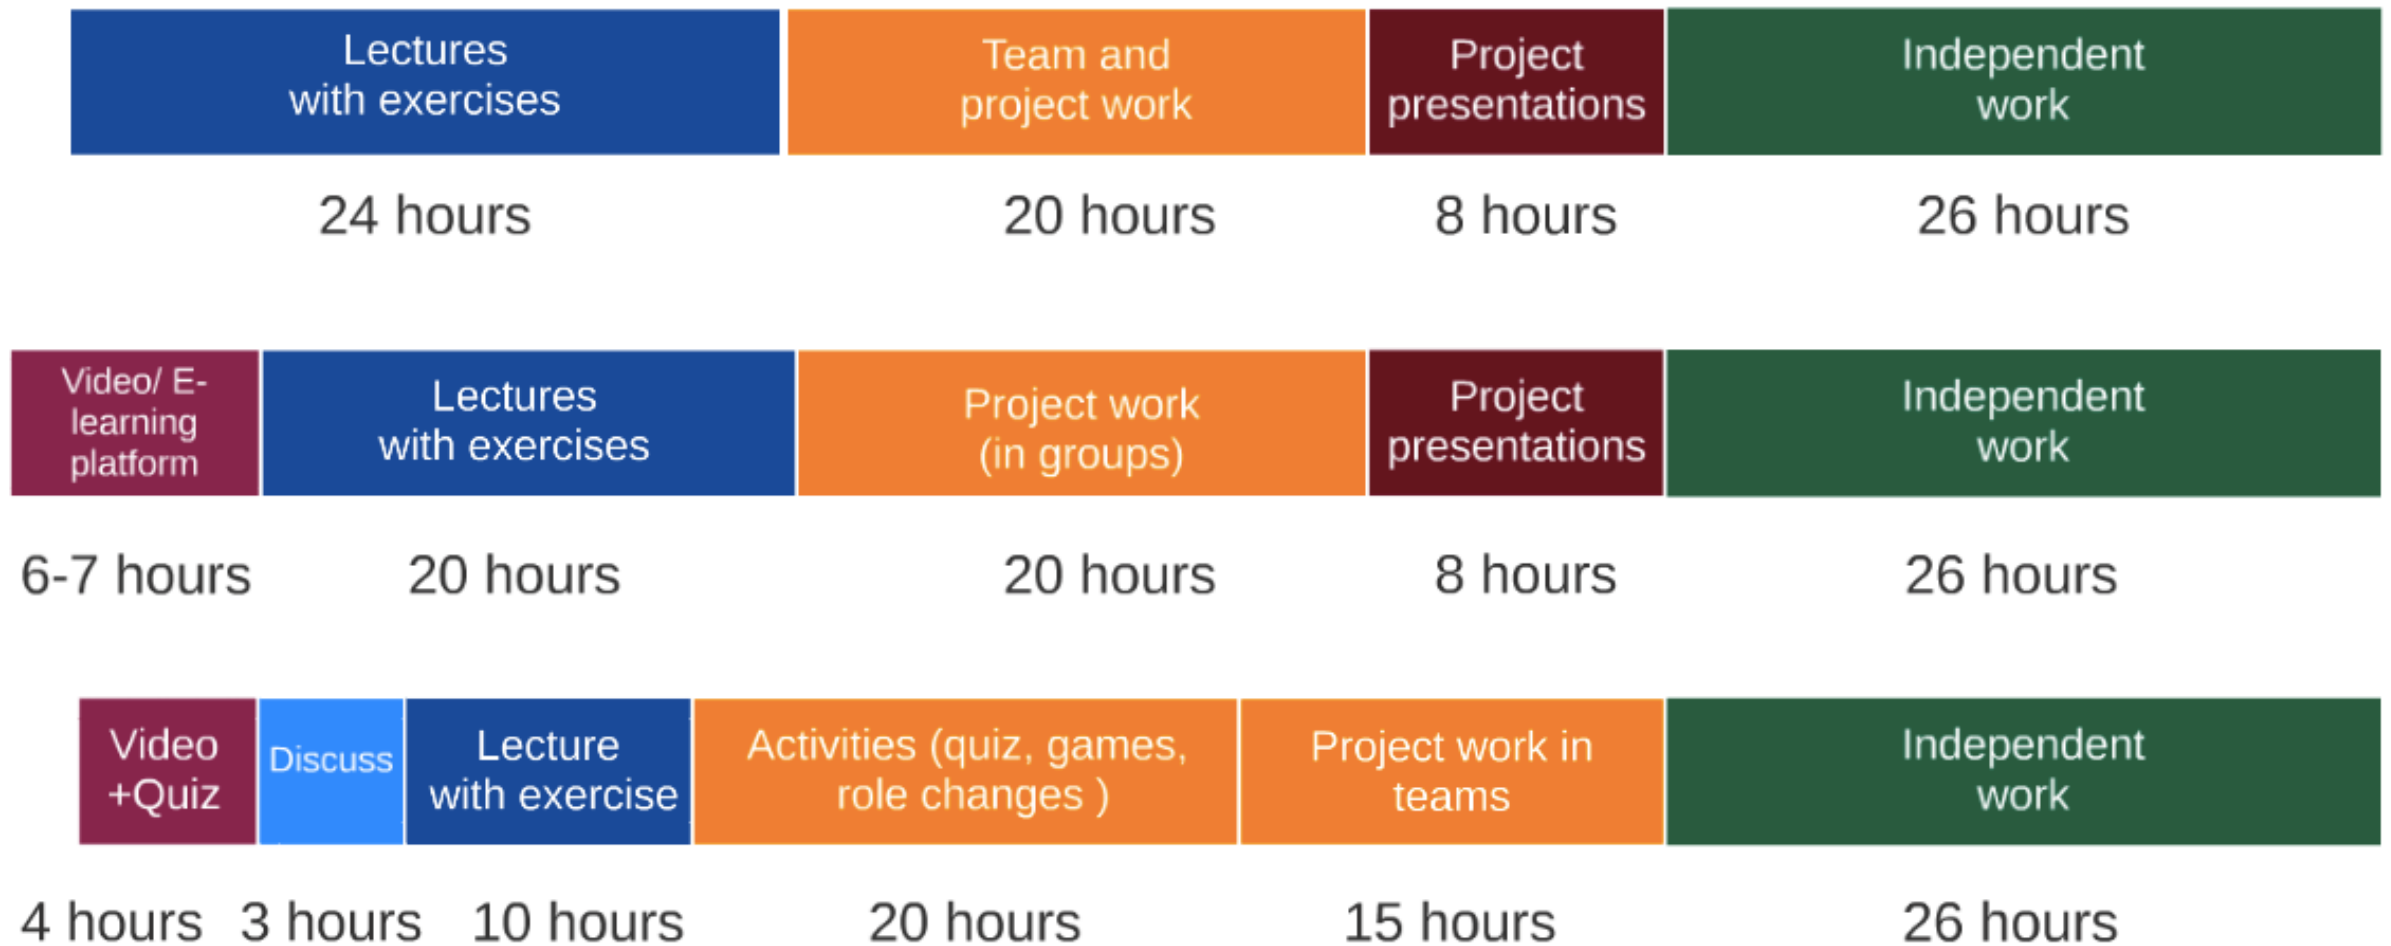 Lectures
with exercises
Team and
project work
Project
presentations
Independent
work
24 hours
20 hours
8 hours
26 hours
Video/ E-
learning
platform
Lectures
with exercises
Project work
(in groups)
Project
presentations
Independent
work
6-7 hours
20 hours
20 hours
8 hours
26 hours
Video
+Quiz
Discuss
Lecture
with exercise
Activities (quiz, games,
role changes )
Project work in
teams
Independent
work
4 hours
3 hours
10 hours
20 hours
15 hours
26 hours